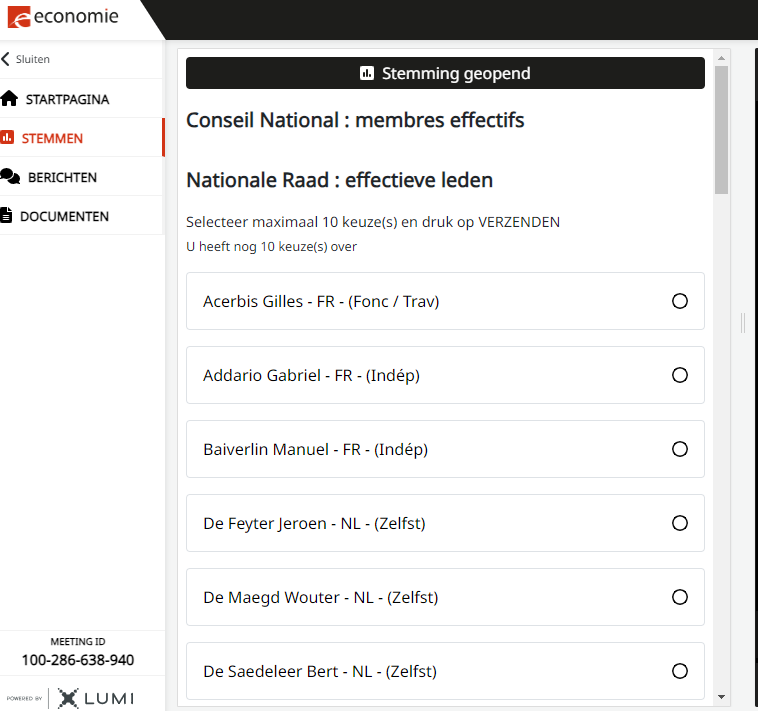 economie
Sluiten
STARTPAGINA
STEMMEN
BERICHTEN
DOCUMENTEN
MEETING ID
100-286-638-940
POWERED BY LUMI
Stemming geopend
Conseil National : membres effectifs
Nationale Raad : effectieve leden
Selecteer maximaal 10 keuze(s) en druk op VERZENDEN
U heeft nog 10 keuze(s) over
Acerbis Gilles - FR - (Fonc / Trav)
Addario Gabriel - FR - (Indép)
Baiverlin Manuel - FR - (Indép)
De Feyter Jeroen - NL - (Zelfst)
De Maegd Wouter - NL - (Zelfst)
De Saedeleer Bert - NL - (Zelfst)